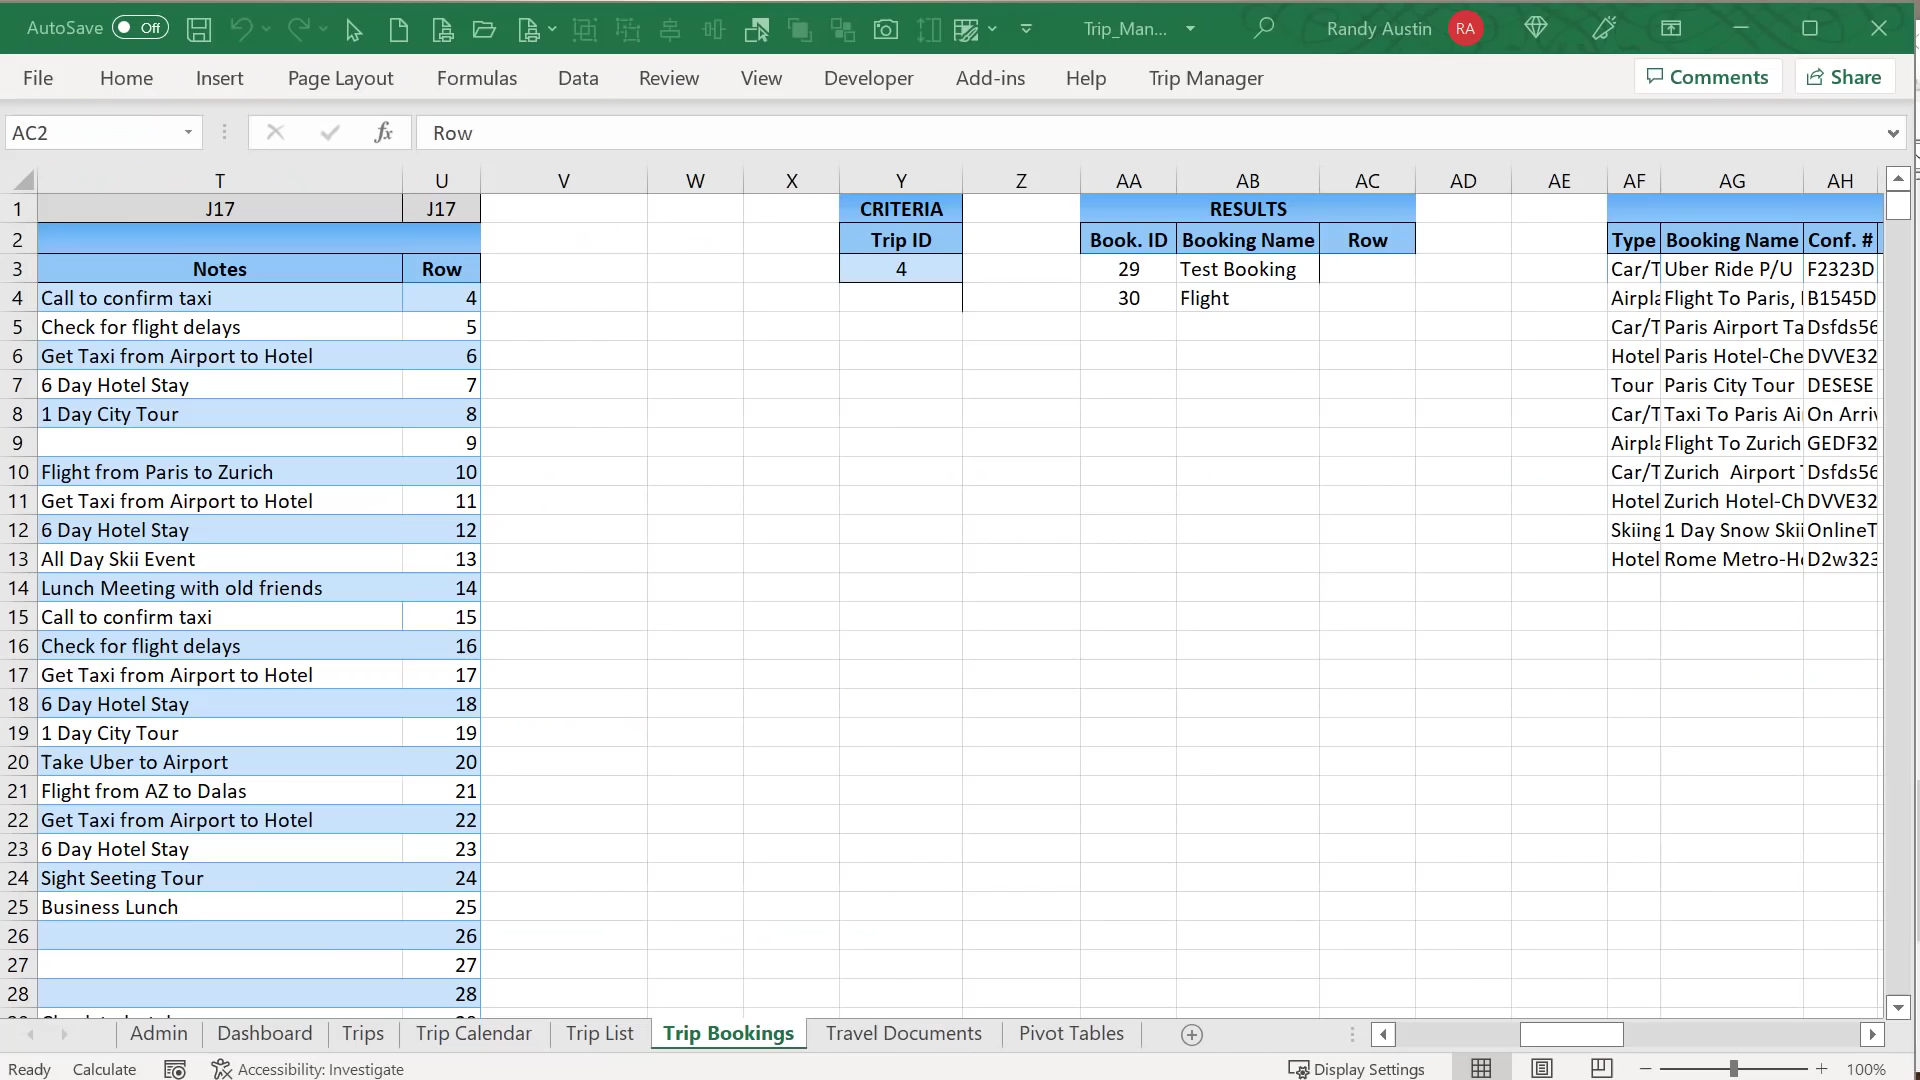 AutoSave Off Trip_Man... Randy Austin RA
File Home Insert Page Layout Formulas Data Review View Developer Add-ins Help Trip Manager Comments Share
AC2 fx Row
T U V W X Y Z AA AB AC AD AE AF AG AH
1 J17 J17 CRITERIA RESULTS
2 Trip ID Book. ID Booking Name Row Type Booking Name Conf. #
3 Notes Row 4 29 Test Booking Car/T Uber Ride P/U F2323D
4 Call to confirm taxi 4 30 Flight Airpla Flight To Paris, B1545D
5 Check for flight delays 5 Car/T Paris Airport Ta Dsfds56
6 Get Taxi from Airport to Hotel 6 Hotel Paris Hotel-Che DVVE32
7 6 Day Hotel Stay 7 Tour Paris City Tour DESESE
8 1 Day City Tour 8 Car/T Taxi To Paris Ai On Arriv
9 9 Airpla Flight To Zurich GEDF32
10 Flight from Paris to Zurich 10 Car/T Zurich Airport T Dsfds56
11 Get Taxi from Airport to Hotel 11 Hotel Zurich Hotel-Ch DVVE32
12 6 Day Hotel Stay 12 Skiing 1 Day Snow Skii OnlineT
13 All Day Skii Event 13 Hotel Rome Metro-Ho D2w323
14 Lunch Meeting with old friends 14
15 Call to confirm taxi 15
16 Check for flight delays 16
17 Get Taxi from Airport to Hotel 17
18 6 Day Hotel Stay 18
19 1 Day City Tour 19
20 Take Uber to Airport 20
21 Flight from AZ to Dalas 21
22 Get Taxi from Airport to Hotel 22
23 6 Day Hotel Stay 23
24 Sight Seeting Tour 24
25 Business Lunch 25
26 26
27 27
28 28
Admin Dashboard Trips Trip Calendar Trip List Trip Bookings Travel Documents Pivot Tables
Ready Calculate Accessibility: Investigate Display Settings 100%